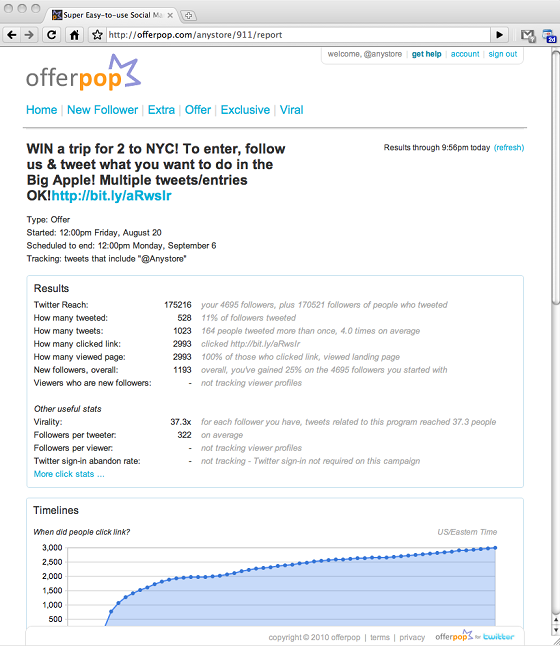 Super Easy-to-use Social Ma
http://offerpop.com/anystore/911/report
welcome, @anystore | get help | account | sign out
offerpop
Home | New Follower | Extra | Offer | Exclusive | Viral
WIN a trip for 2 to NYC! To enter, follow
us & tweet what you want to do in the
Big Apple! Multiple tweets/entries
OK!http://bit.ly/aRwsIr
Results through 9:56pm today (refresh)
Type: Offer
Started: 12:00pm Friday, August 20
Scheduled to end: 12:00pm Monday, September 6
Tracking: tweets that include "@Anystore"
Results
Twitter Reach: 175216 your 4695 followers, plus 170521 followers of people who tweeted
How many tweeted: 528 11% of followers tweeted
How many tweets: 1023 164 people tweeted more than once, 4.0 times on average
How many clicked link: 2993 clicked http://bit.ly/aRwsIr
How many viewed page: 2993 100% of those who clicked link, viewed landing page
New followers, overall: 1193 overall, you've gained 25% on the 4695 followers you started with
Viewers who are new followers: - not tracking viewer profiles
Other useful stats
Virality: 37.3x for each follower you have, tweets related to this program reached 37.3 people
Followers per tweeter: 322 on average
Followers per viewer: - not tracking viewer profiles
Twitter sign-in abandon rate: - not tracking - Twitter sign-in not required on this campaign
More click stats ...
Timelines
When did people click link? US/Eastern Time
3,000
2,500
2,000
1,500
1,000
500
copyright © 2010 offerpop | terms | privacy offerpop for twitter